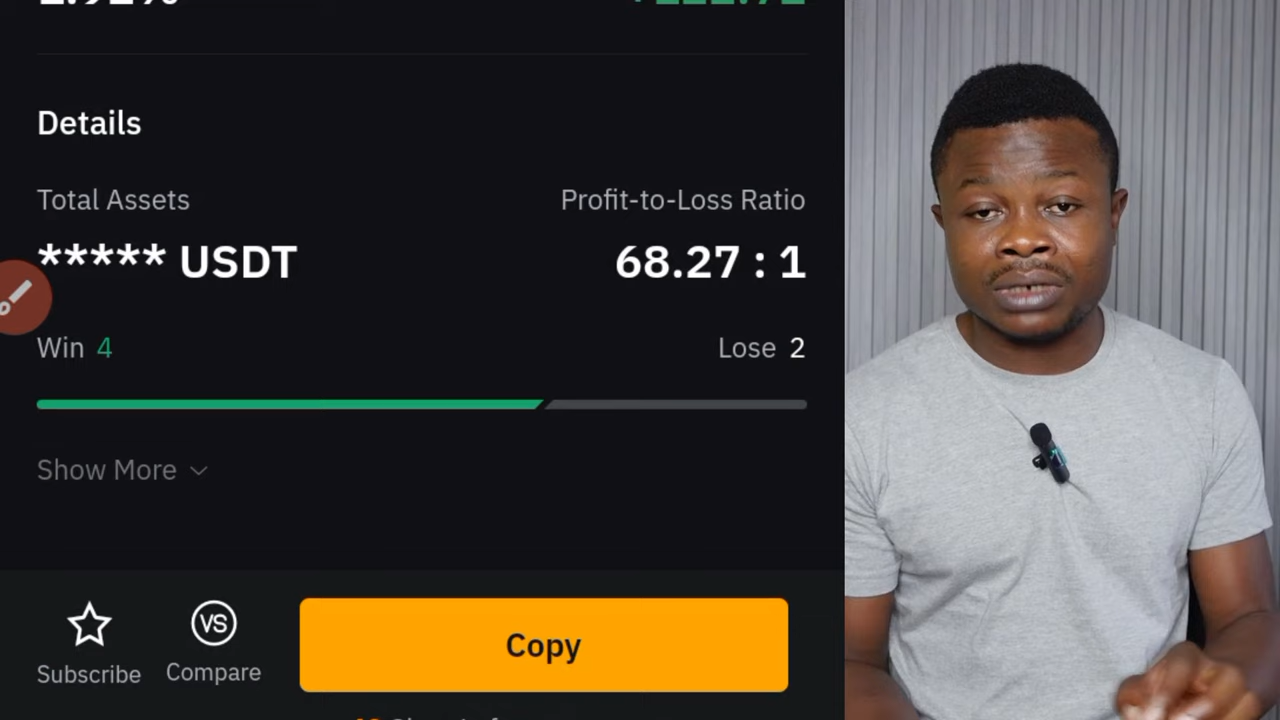 Details
Total Assets
Profit-to-Loss Ratio
***** USDT
68.27 : 1
Win 4
Lose 2
Show More
VS
Subscribe
Compare
Copy